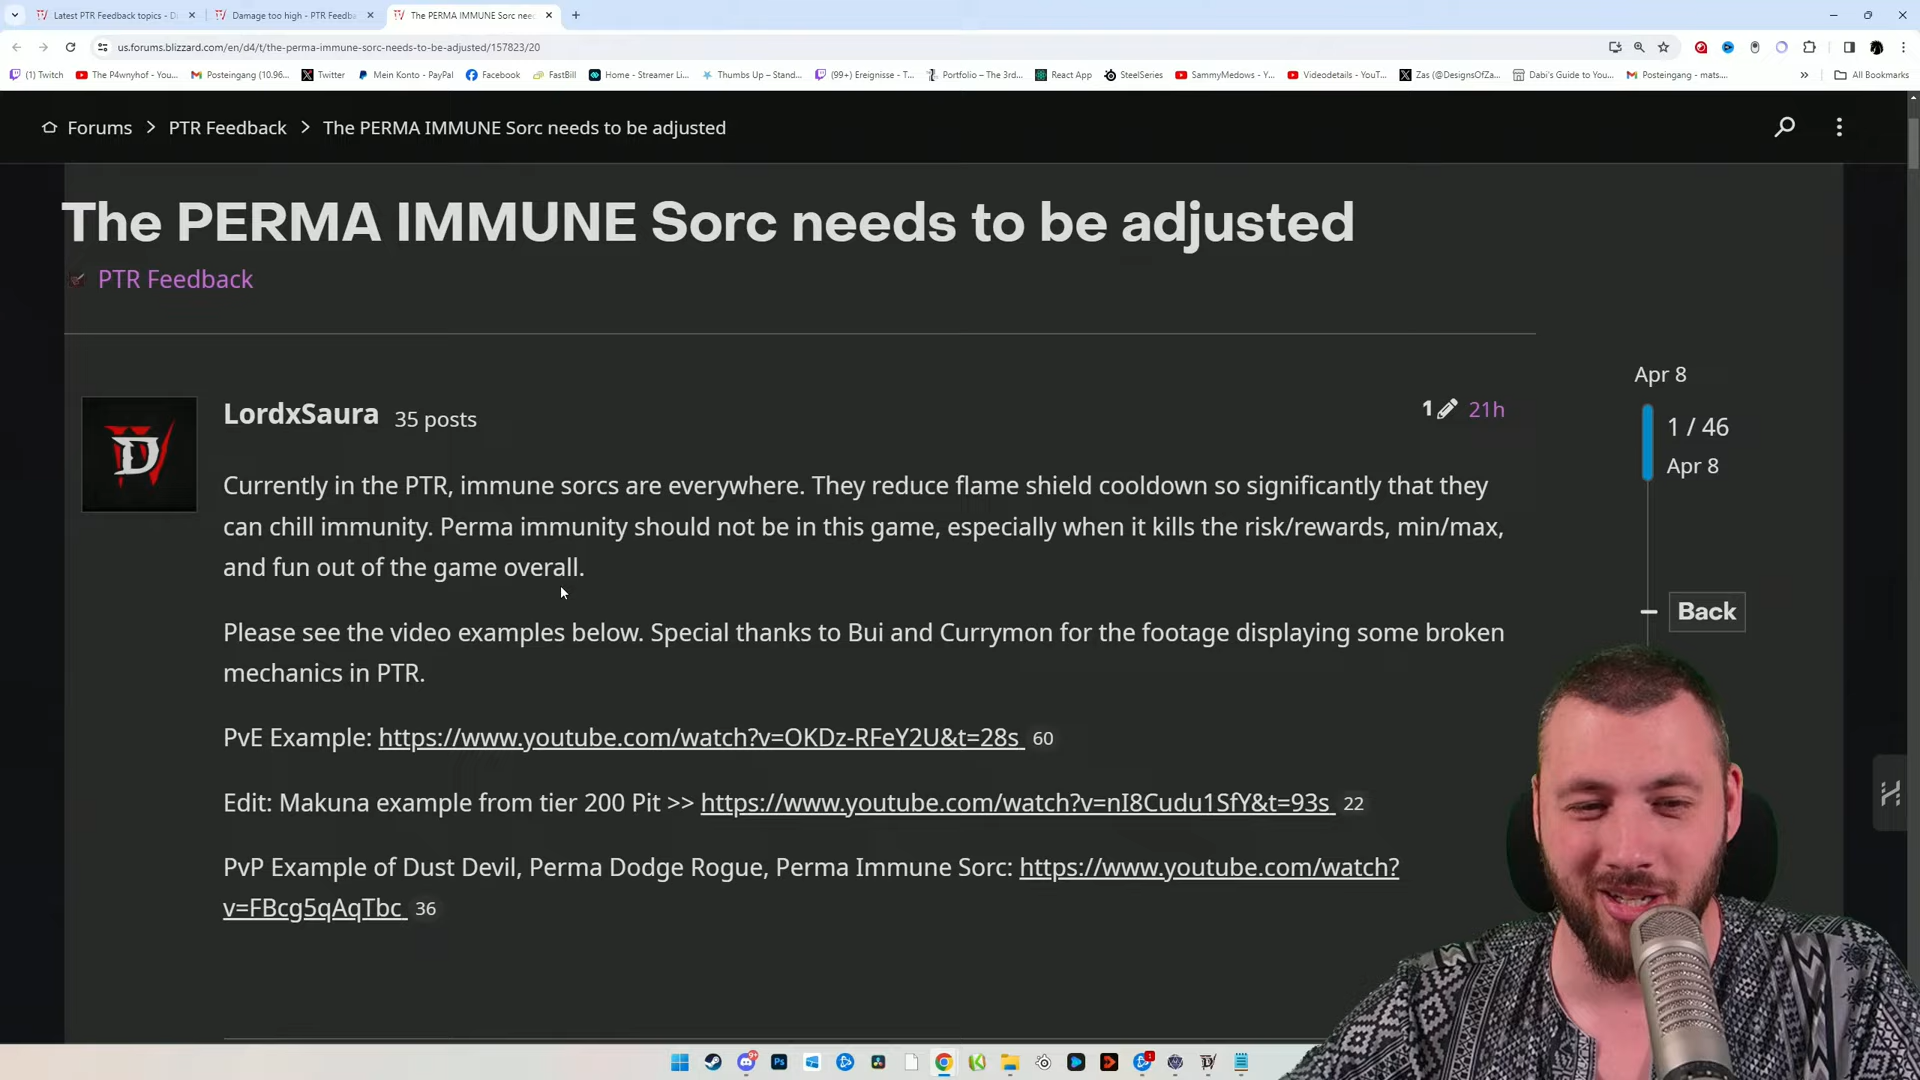 Latest PTR Feedback topics - D
Damage too high - PTR Feedba
The PERMA IMMUNE Sorc nee
us.forums.blizzard.com/en/d4/t/the-perma-immune-sorc-needs-to-be-adjusted/157823/20
(1) Twitch
The P4wnyhof - You...
Posteingang (10.96...
Twitter
Mein Konto - PayPal
Facebook
FastBill
Home - Streamer Li...
Thumbs Up – Stand...
(99+) Ereignisse - T...
Portfolio – The 3rd...
React App
SteelSeries
SammyMedows - Y...
Videodetails - YouT...
Zas (@DesignsOfZa...
Dabi's Guide to You...
Posteingang - mats....
»
All Bookmarks
Forums > PTR Feedback > The PERMA IMMUNE Sorc needs to be adjusted
The PERMA IMMUNE Sorc needs to be adjusted
PTR Feedback
LordxSaura 35 posts
1 21h
Currently in the PTR, immune sorcs are everywhere. They reduce flame shield cooldown so significantly that they
can chill immunity. Perma immunity should not be in this game, especially when it kills the risk/rewards, min/max,
and fun out of the game overall.
Please see the video examples below. Special thanks to Bui and Currymon for the footage displaying some broken
mechanics in PTR.
PvE Example: https://www.youtube.com/watch?v=OKDz-RFeY2U&t=28s 60
Edit: Makuna example from tier 200 Pit >> https://www.youtube.com/watch?v=nI8Cudu1SfY&t=93s 22
PvP Example of Dust Devil, Perma Dodge Rogue, Perma Immune Sorc: https://www.youtube.com/watch?
v=FBcg5qAqTbc 36
Apr 8
1 / 46
Apr 8
Back